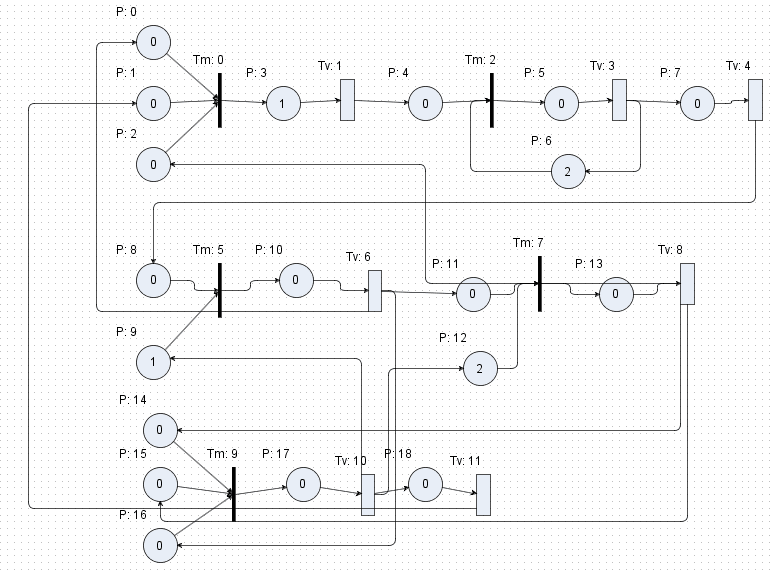 P: 0
0
Tm: 0
P: 1
P: 3
Tv: 1
P: 4
Tm: 2
P: 5
Tv: 3
P: 7
Tv: 4
0
1
0
0
0
P: 2
P: 6
0
2
P: 8
Tm: 5
P: 10
Tv: 6
P: 11
Tm: 7
P: 13
Tv: 8
0
0
0
0
P: 9
P: 12
1
2
P: 14
0
P: 15
Tm: 9
P: 17
Tv: 10
P: 18
Tv: 11
0
0
0
P: 16
0